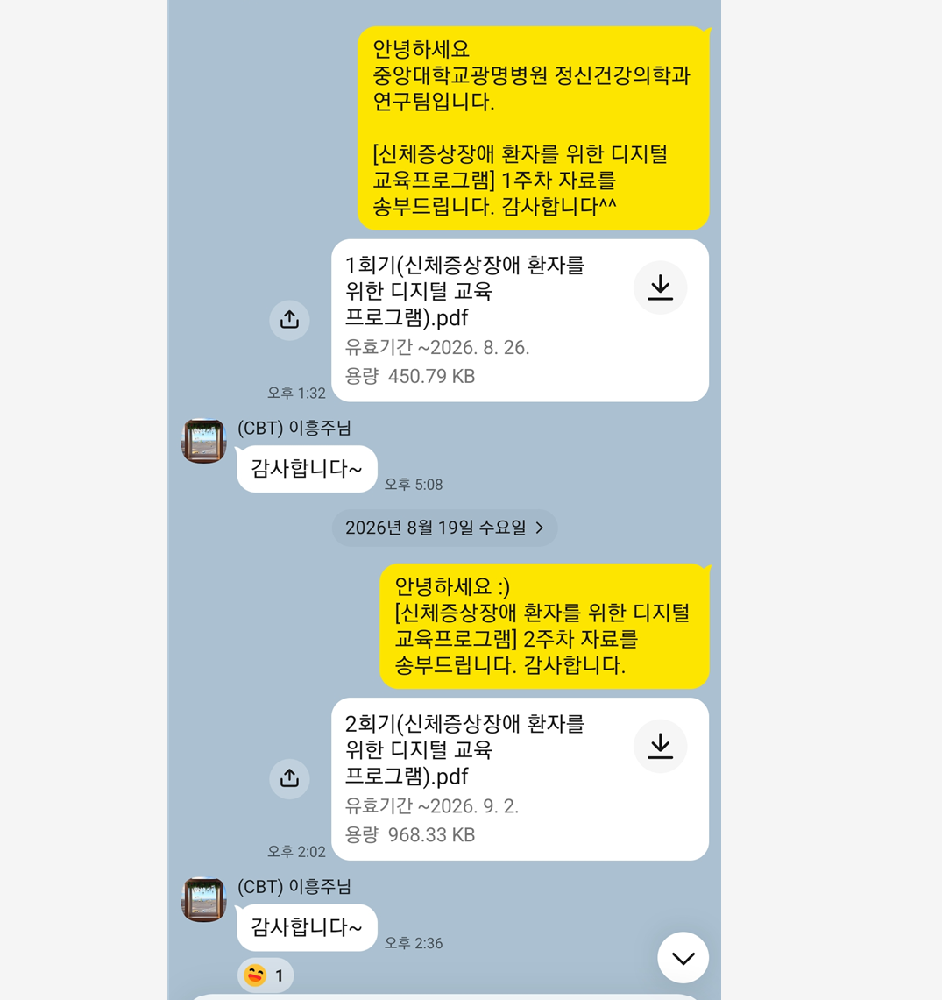 안녕하세요
중앙대학교광명병원 정신건강의학과
연구팀입니다.
[신체증상장애 환자를 위한 디지털
교육프로그램] 1주차 자료를
송부드립니다. 감사합니다^^
1회기(신체증상장애 환자를
위한 디지털 교육
프로그램).pdf
유효기간 ~2026. 8. 26.
용량 450.79 KB
오후 1:32
(CBT) 이흥주님
감사합니다~
오후 5:08
2026년 8월 19일 수요일 >
안녕하세요 :)
[신체증상장애 환자를 위한 디지털
교육프로그램] 2주차 자료를
송부드립니다. 감사합니다.
2회기(신체증상장애 환자를
위한 디지털 교육
프로그램).pdf
유효기간 ~2026. 9. 2.
용량 968.33 KB
오후 2:02
(CBT) 이흥주님
감사합니다~
오후 2:36
1